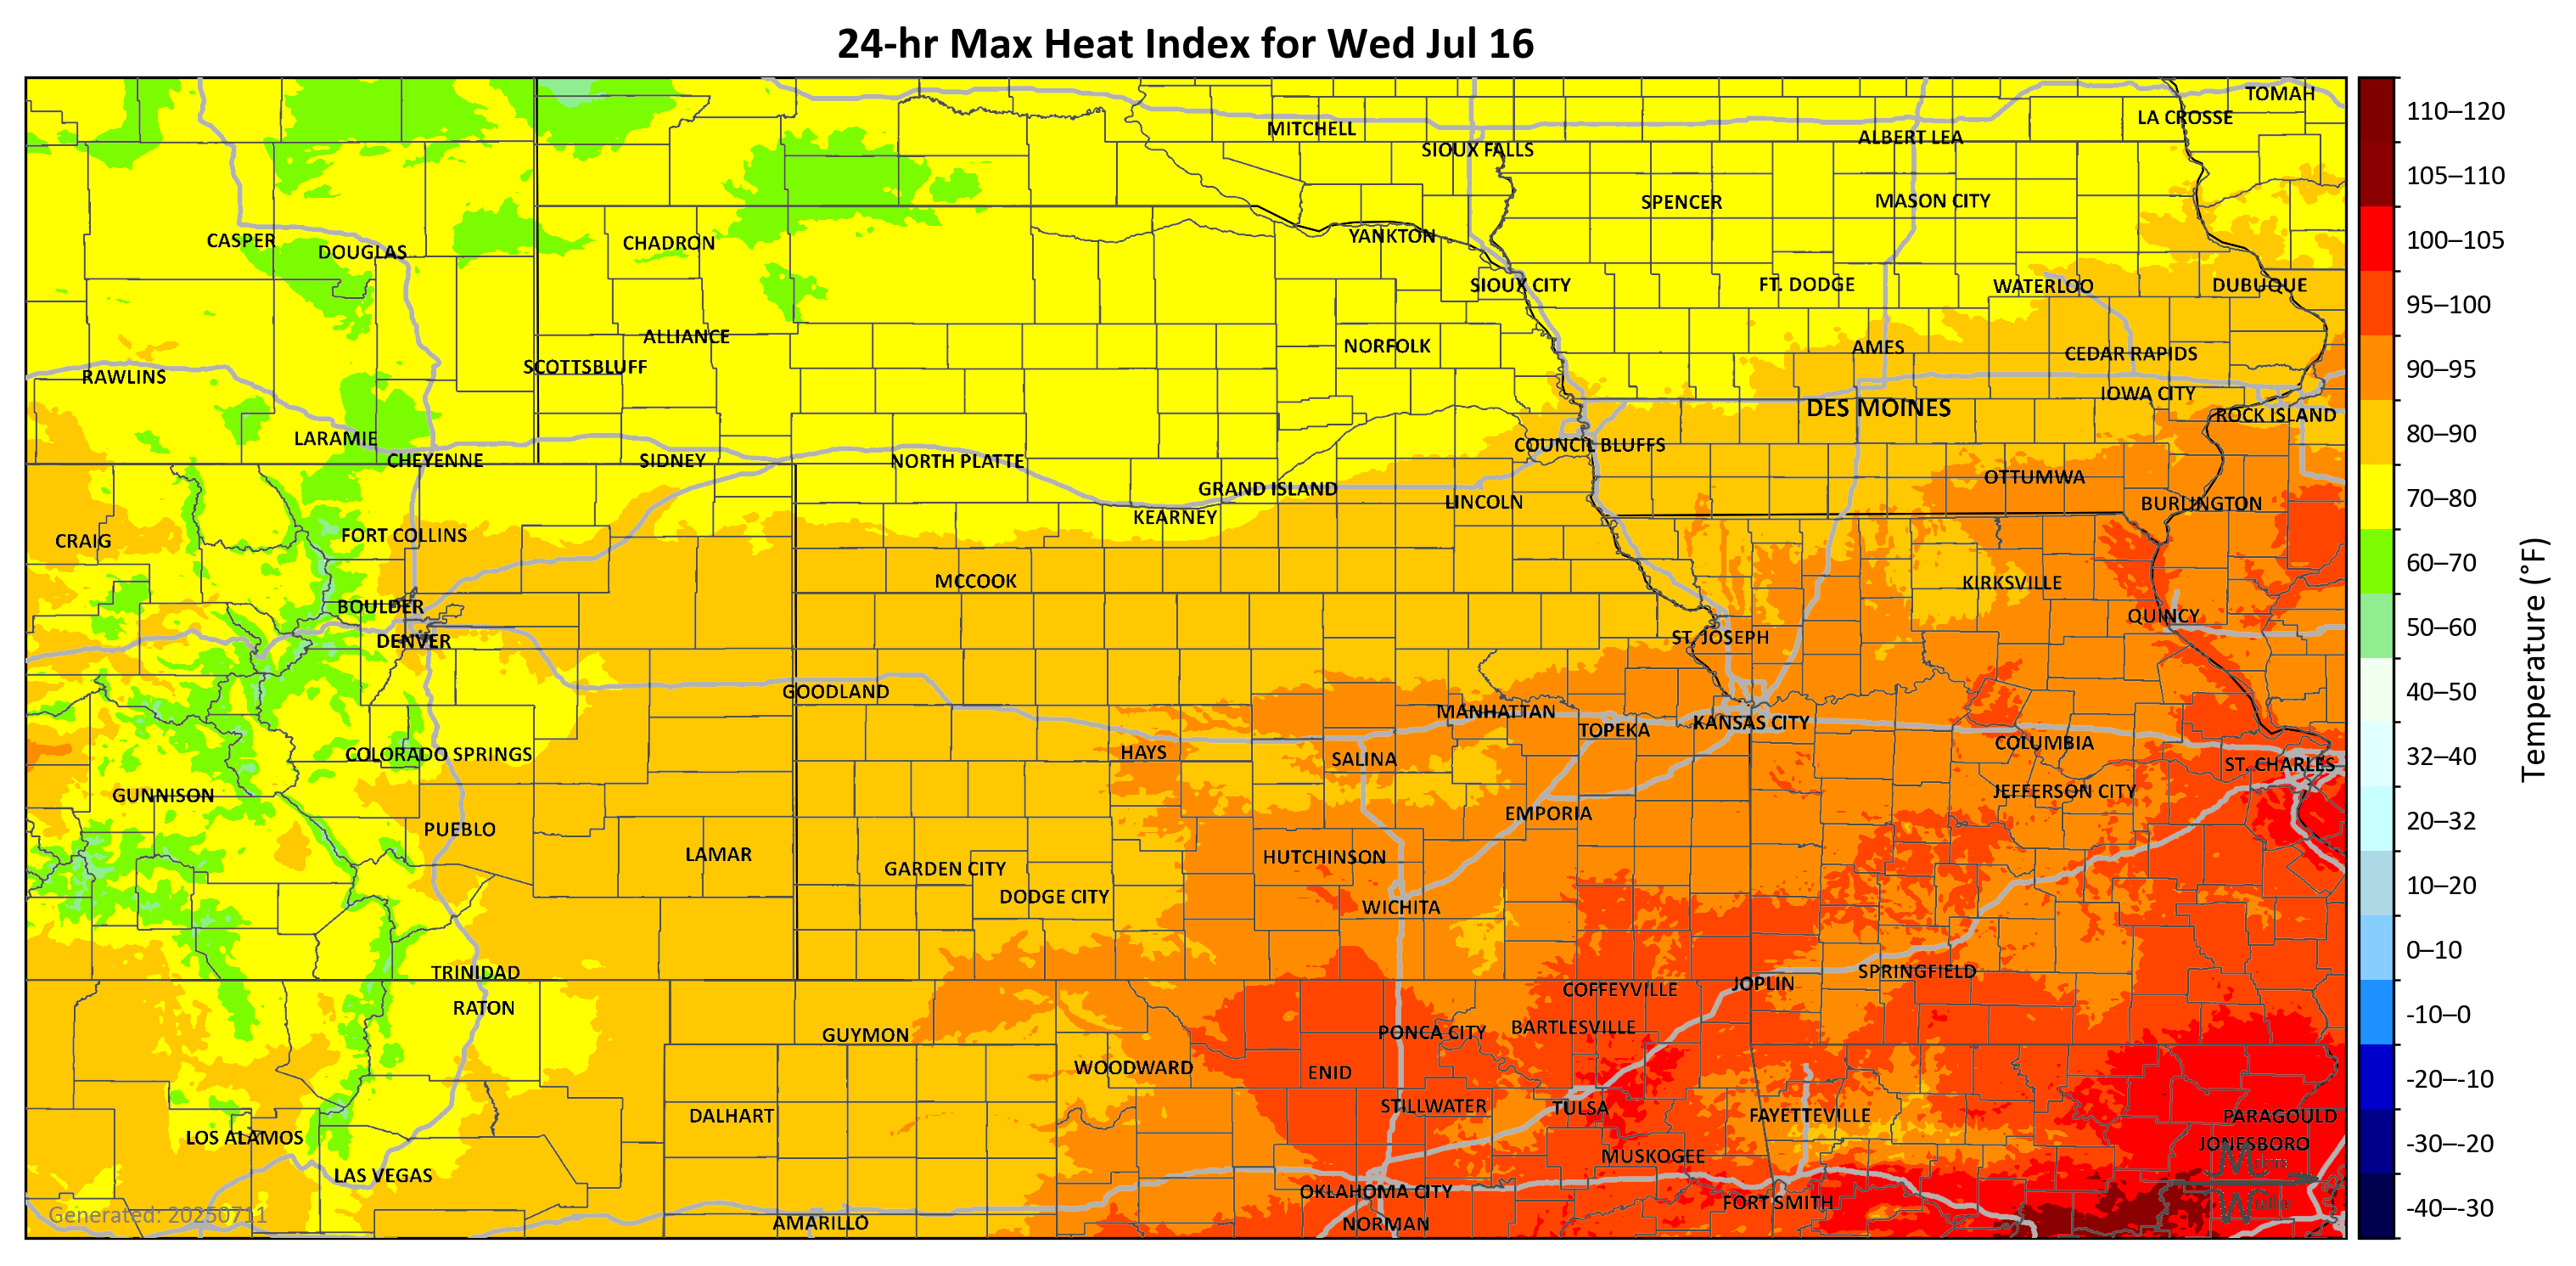 24-hr Max Heat Index for Wed Jul 16
TOMAH
LA CROSSE
MITCHELL
ALBERT LEA
SIOUX FALLS
SPENCER
MASON CITY
YANKTON
CASPER
CHADRON
DOUGLAS
SIOUX CITY
FT. DODGE
WATERLOO
DUBUQUE
ALLIANCE
NORFOLK
AMES
CEDAR RAPIDS
SCOTTSBLUFF
RAWLINS
IOWA CITY
DES MOINES
ROCK ISLAND
LARAMIE
COUNCIL BLUFFS
CHEYENNE
SIDNEY
NORTH PLATTE
OTTUMWA
GRAND ISLAND
LINCOLN
BURLINGTON
KEARNEY
FORT COLLINS
CRAIG
MCCOOK
KIRKSVILLE
BOULDER
QUINCY
DENVER
ST. JOSEPH
GOODLAND
MANHATTAN
KANSAS CITY
TOPEKA
COLUMBIA
HAYS
COLORADO SPRINGS
SALINA
ST. CHARLES
GUNNISON
JEFFERSON CITY
EMPORIA
PUEBLO
LAMAR
HUTCHINSON
GARDEN CITY
DODGE CITY
WICHITA
TRINIDAD
SPRINGFIELD
JOPLIN
COFFEYVILLE
RATON
BARTLESVILLE
PONCA CITY
GUYMON
WOODWARD
ENID
STILLWATER
TULSA
DALHART
FAYETTEVILLE
PARAGOULD
LOS ALAMOS
JONESBORO
MUSKOGEE
LAS VEGAS
OKLAHOMA CITY
FORT SMITH
Generated: 20250711
AMARILLO
NORMAN
110–120
105–110
100–105
95–100
90–95
80–90
70–80
60–70
50–60
40–50
32–40
20–32
10–20
0–10
-10–0
-20–-10
-30–-20
-40–-30
Temperature (°F)